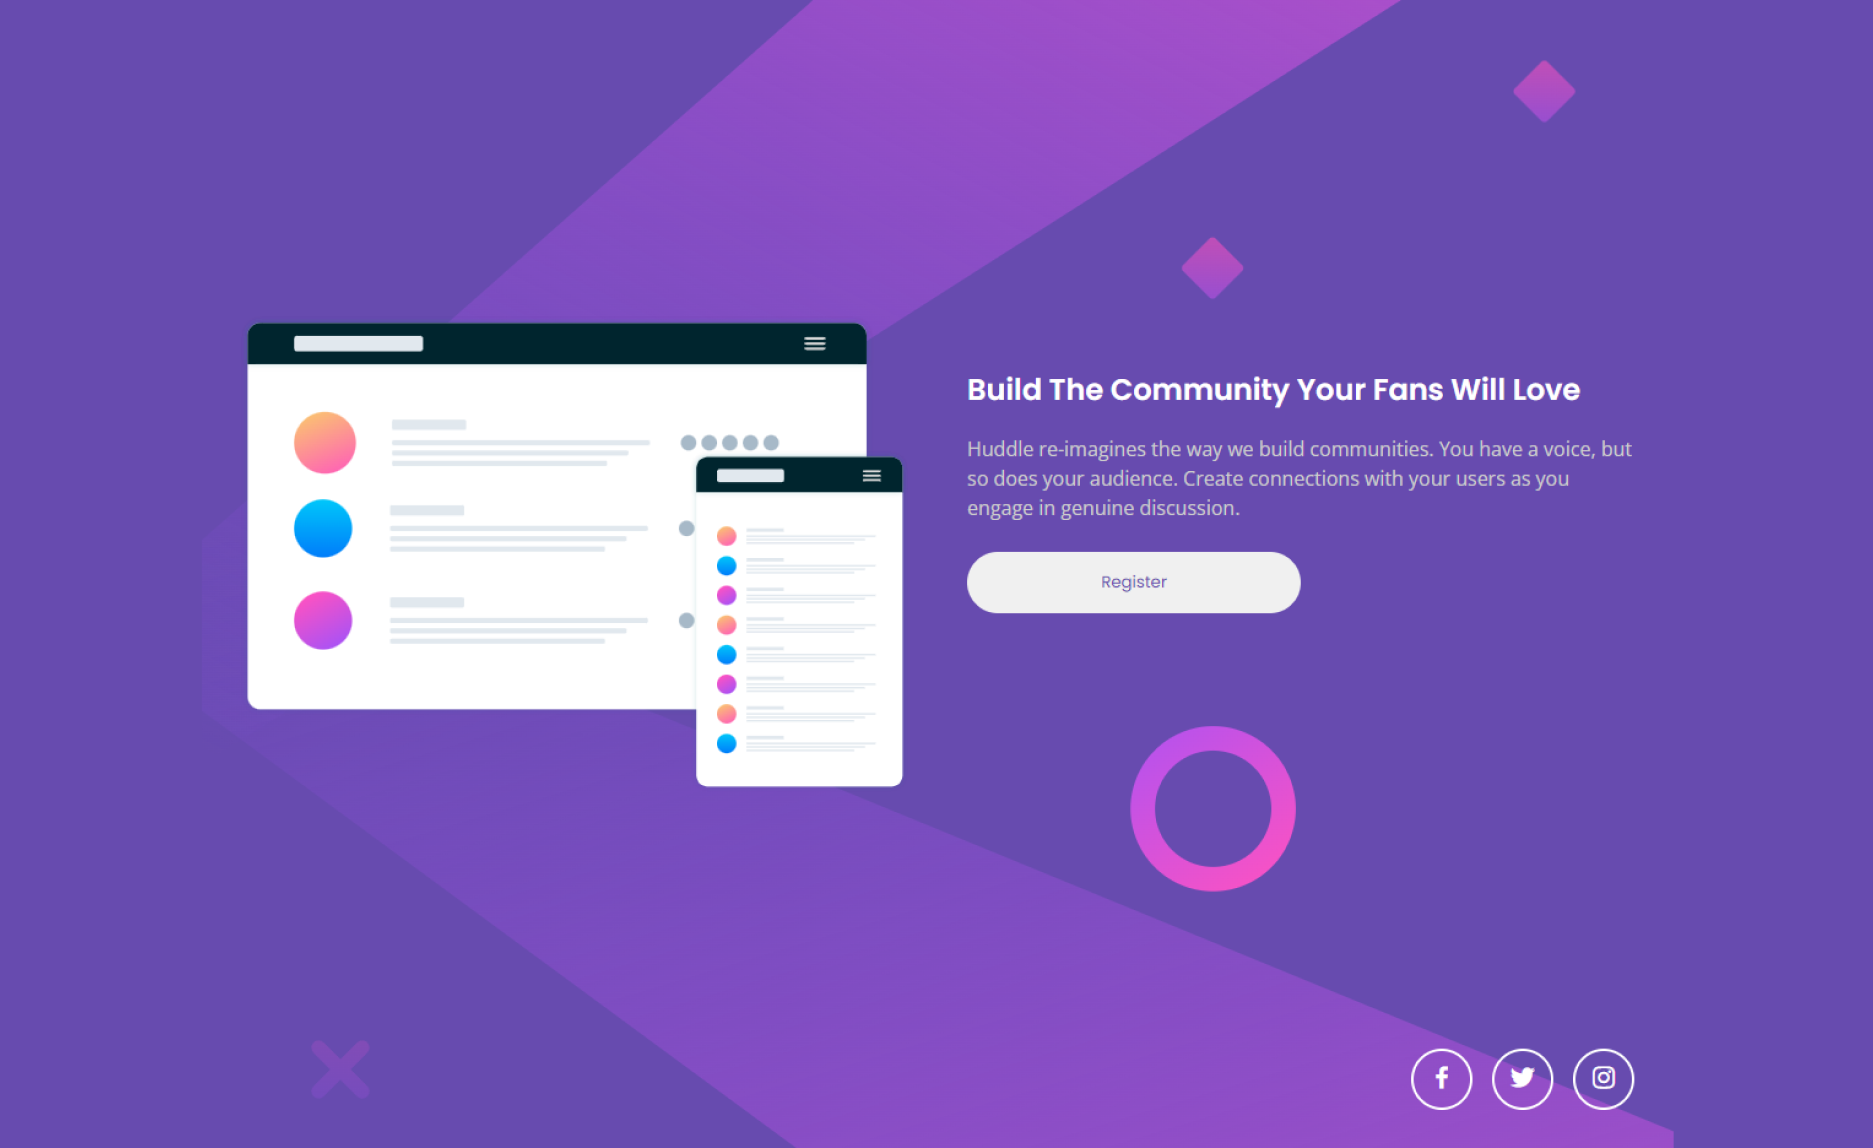 Build The Community Your Fans Will Love
Huddle re-imagines the way we build communities. You have a voice, but
so does your audience. Create connections with your users as you
engage in genuine discussion.
Register